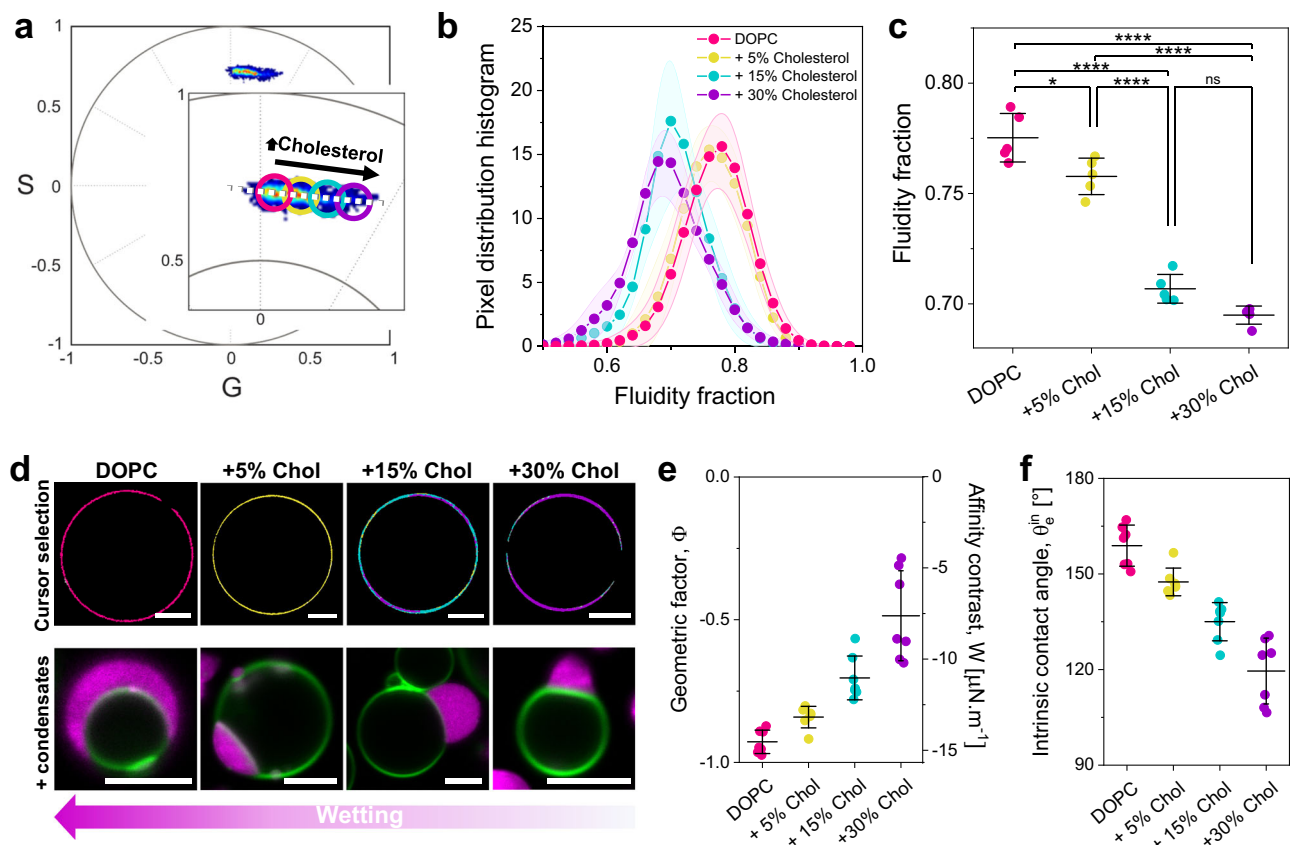 a
1
0.5
S
0
-0.5
-1
-1
-0.5
0
0.5
1
G
1
0.5
0
⬆Cholesterol
b
Pixel distribution histogram
25
20
15
10
5
0
0.6
0.8
1.0
Fluidity fraction
DOPC
+ 5% Cholesterol
+ 15% Cholesterol
+ 30% Cholesterol
c
Fluidity fraction
0.80
0.75
0.70
****
****
****
*
****
ns
DOPC
+5% Chol
+15% Chol
+30% Chol
d
DOPC
+5% Chol
+15% Chol
+30% Chol
Cursor selection
+ condensates
Wetting
e
Geometric factor, Φ
0.0
-0.5
-1.0
0
-5
-10
-15
Affinity contrast, W [µN.m⁻¹]
DOPC
+ 5% Chol
+ 15% Chol
+30% Chol
f
Intrinsic contact angle, θₑⁱⁿ [°]
180
150
120
90
DOPC
+ 5% Chol
+ 15% Chol
+30% Chol